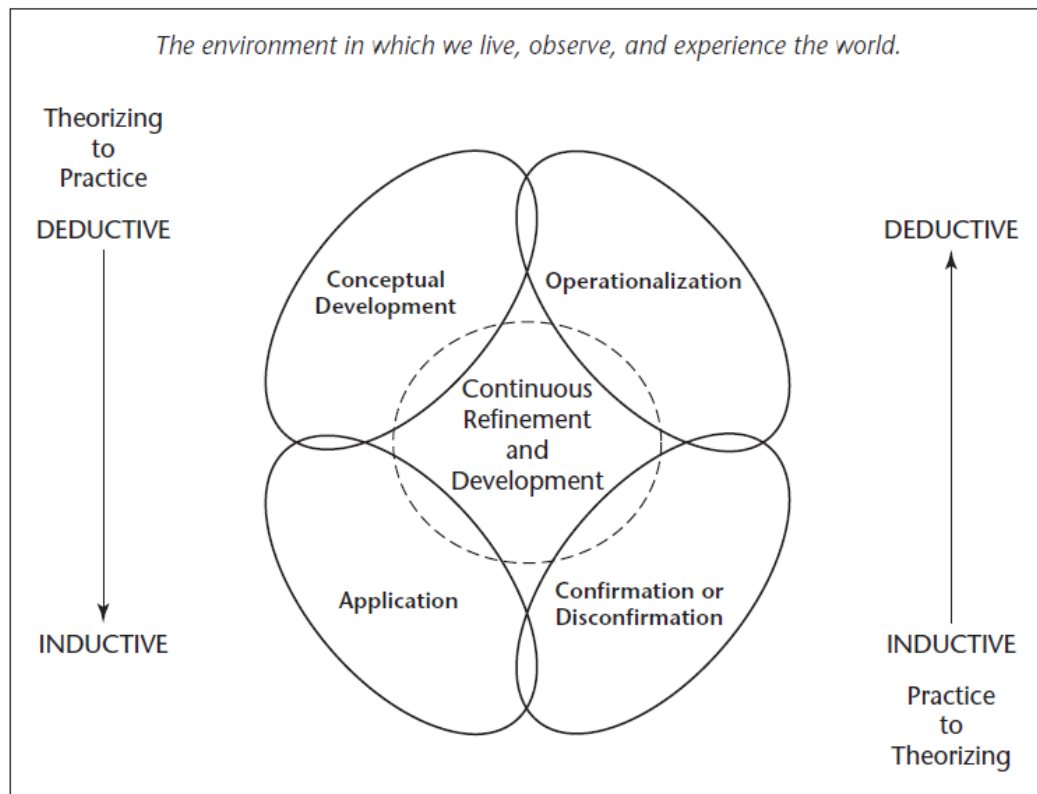 The environment in which we live, observe, and experience the world.
Theorizing
to
Practice
DEDUCTIVE
INDUCTIVE
Conceptual
Development
Operationalization
Continuous
Refinement
and
Development
Application
Confirmation or
Disconfirmation
DEDUCTIVE
INDUCTIVE
Practice
to
Theorizing